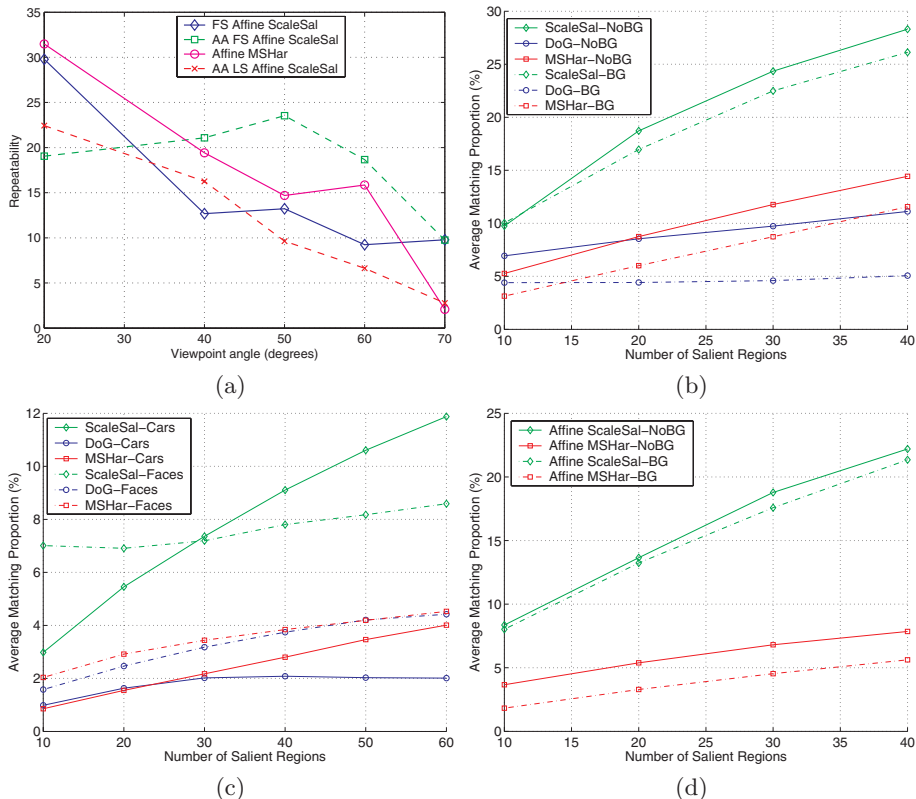 FS Affine ScaleSal
AA FS Affine ScaleSal
Affine MSHar
AA LS Affine ScaleSal
35
30
25
20
15
10
5
0
Repeatability
20
30
40
50
60
70
Viewpoint angle (degrees)
(a)
ScaleSal−NoBG
DoG−NoBG
MSHar−NoBG
ScaleSal−BG
DoG−BG
MSHar−BG
30
25
20
15
10
5
0
Average Matching Proportion (%)
10
15
20
25
30
35
40
Number of Salient Regions
(b)
ScaleSal−Cars
DoG−Cars
MSHar−Cars
ScaleSal−Faces
DoG−Faces
MSHar−Faces
12
10
8
6
4
2
0
Average Matching Proportion (%)
10
20
30
40
50
60
Number of Salient Regions
(c)
Affine ScaleSal−NoBG
Affine MSHar−NoBG
Affine ScaleSal−BG
Affine MSHar−BG
25
20
15
10
5
0
Average Matching Proportion (%)
10
15
20
25
30
35
40
Number of Salient Regions
(d)